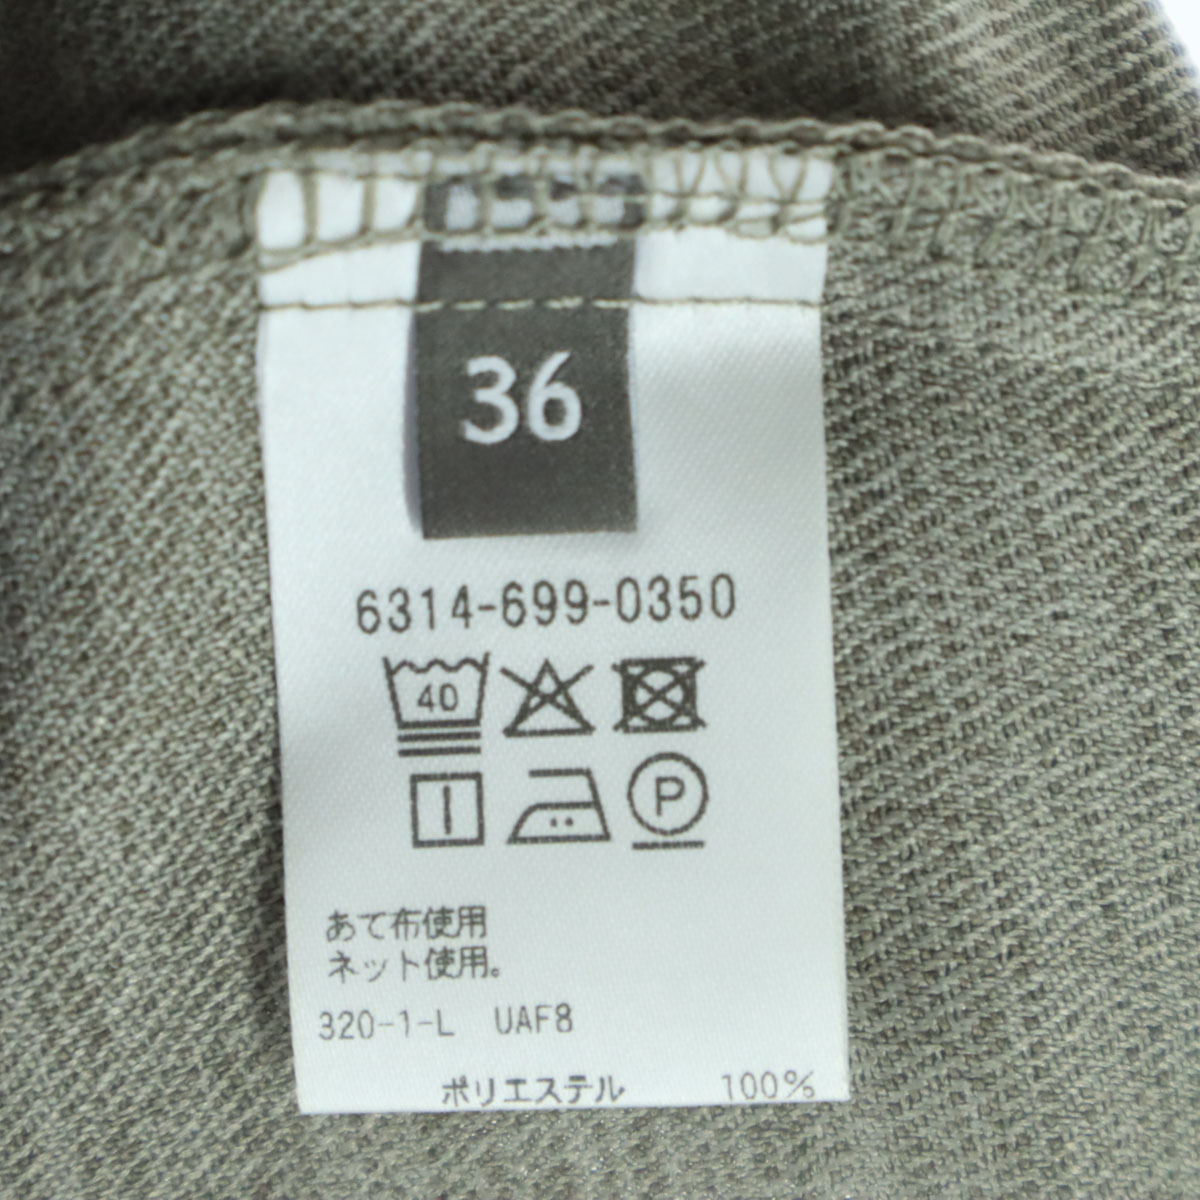 36
6314-699-0350
40
P
あて布使用
ネット使用。
320-1-L UAF8
ポリエステル 100%